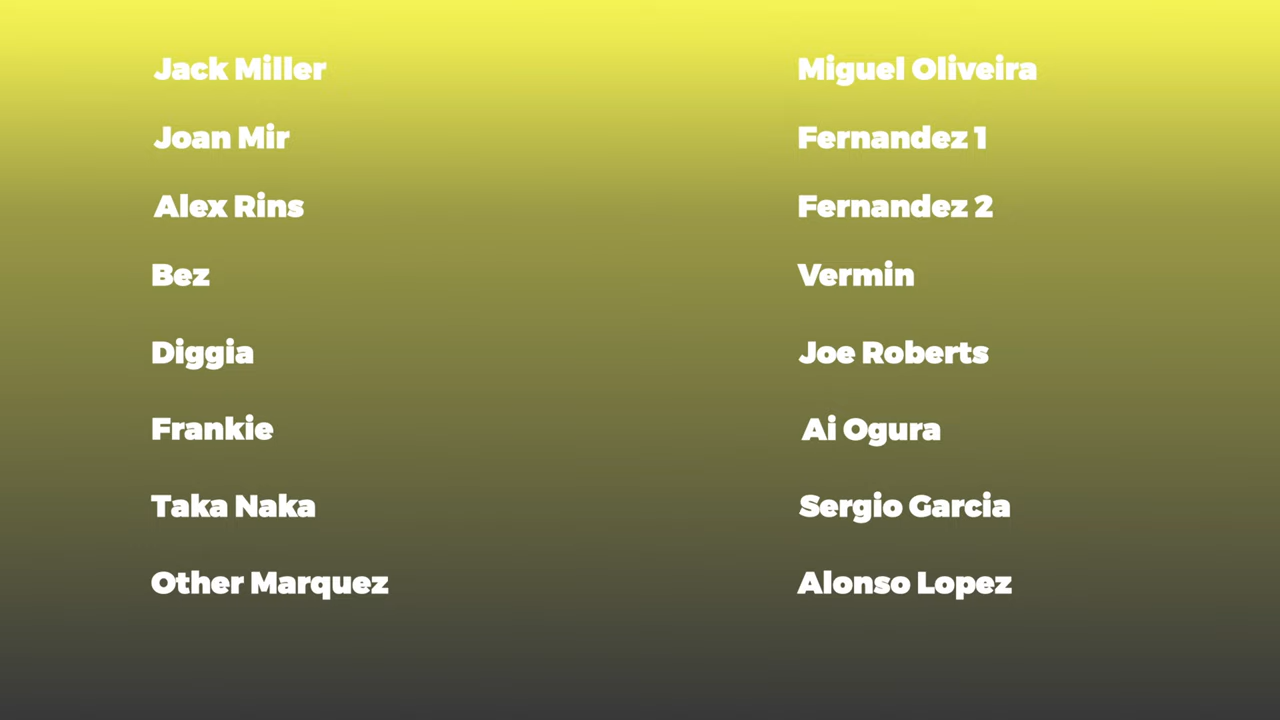 Jack Miller
Joan Mir
Alex Rins
Bez
Diggia
Frankie
Taka Naka
Other Marquez
Miguel Oliveira
Fernandez 1
Fernandez 2
Vermin
Joe Roberts
Ai Ogura
Sergio Garcia
Alonso Lopez